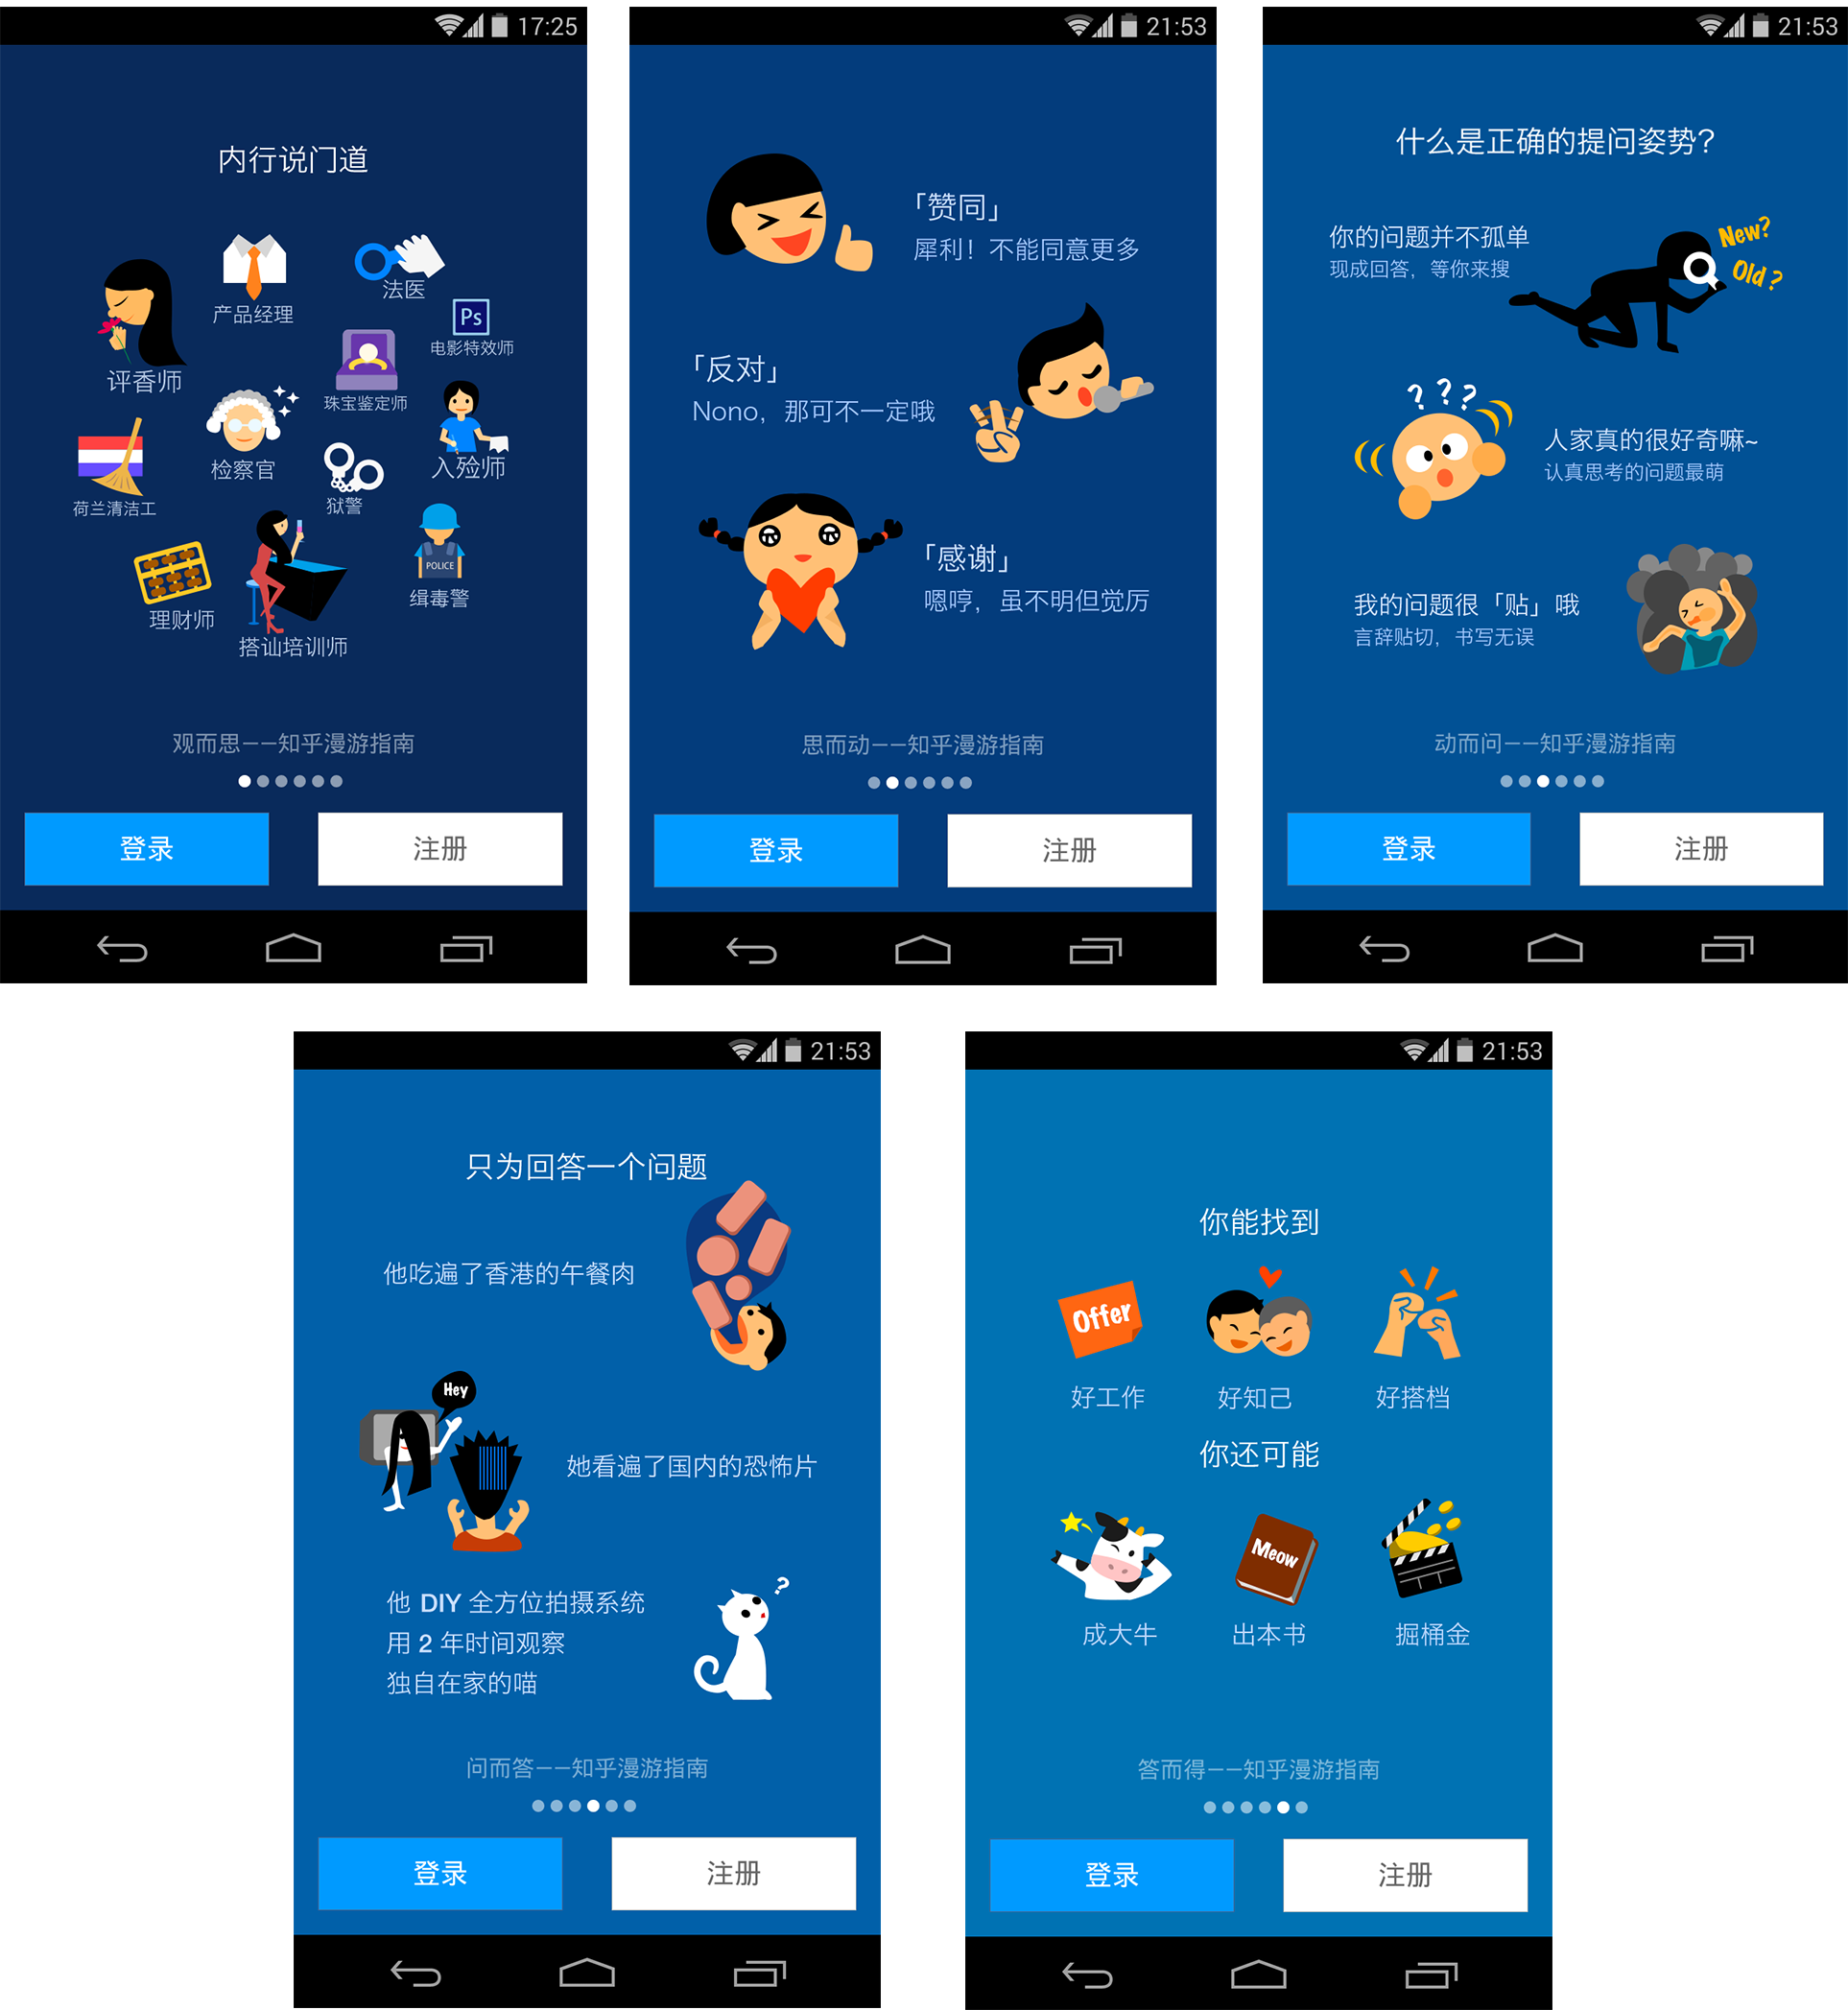 17:25
内行说门道
产品经理
法医
Ps
电影特效师
评香师
珠宝鉴定师
检察官
入殓师
荷兰清洁工
狱警
POLICE
缉毒警
理财师
搭讪培训师
观而思——知乎漫游指南
登录
注册
21:53
「赞同」
犀利！不能同意更多
「反对」
Nono，那可不一定哦
「感谢」
嗯哼，虽不明但觉厉
思而动——知乎漫游指南
登录
注册
21:53
什么是正确的提问姿势?
你的问题并不孤单
现成回答，等你来搜
New?
Old?
? ? ?
人家真的很好奇嘛~
认真思考的问题最萌
我的问题很「贴」哦
言辞贴切，书写无误
动而问——知乎漫游指南
登录
注册
21:53
只为回答一个问题
他吃遍了香港的午餐肉
Hey
她看遍了国内的恐怖片
?
他 DIY 全方位拍摄系统
用 2 年时间观察
独自在家的喵
问而答——知乎漫游指南
登录
注册
21:53
你能找到
Offer
好工作
好知己
好搭档
你还可能
Meow
成大牛
出本书
掘桶金
答而得——知乎漫游指南
登录
注册